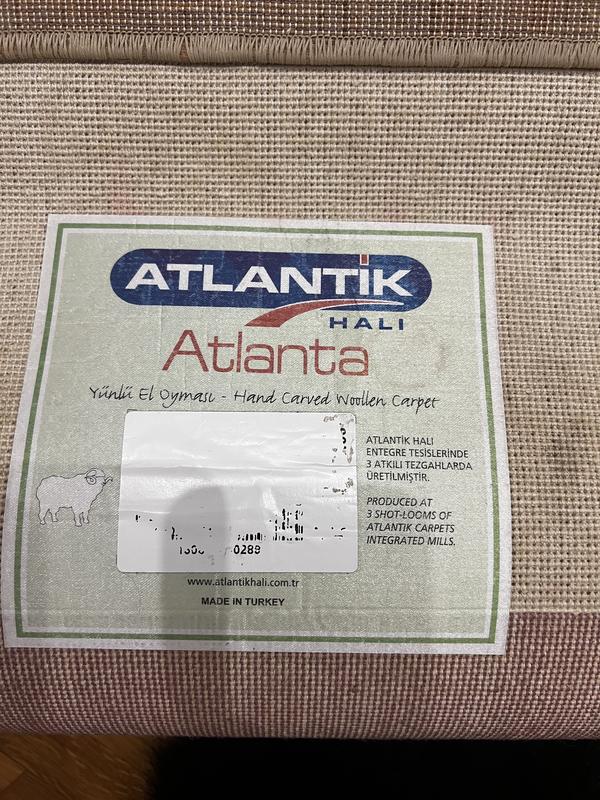 ATLANTİK
HALI
Atlanta
Yünlü El Oyması - Hand Carved Woollen Carpet
ATLANTİK HALI
ENTEGRE TESİSLERİNDE
3 ATKILI TEZGAHLARDA
ÜRETİLMİŞTİR.
PRODUCED AT
3 SHOT-LOOMS OF
ATLANTIK CARPETS
INTEGRATED MILLS.
0289
www.atlantikhali.com.tr
MADE IN TURKEY